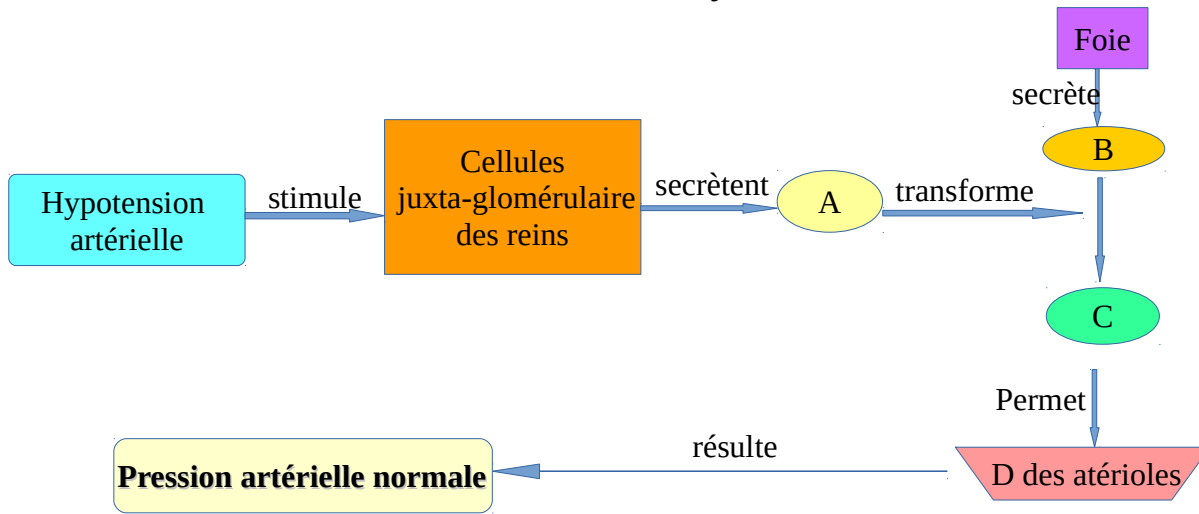 Foie
secrète
B
Cellules
juxta-glomérulaire
des reins
Hypotension
artérielle
stimule
secrètent
A
transforme
C
Permet
D des atérioles
résulte
Pression artérielle normale